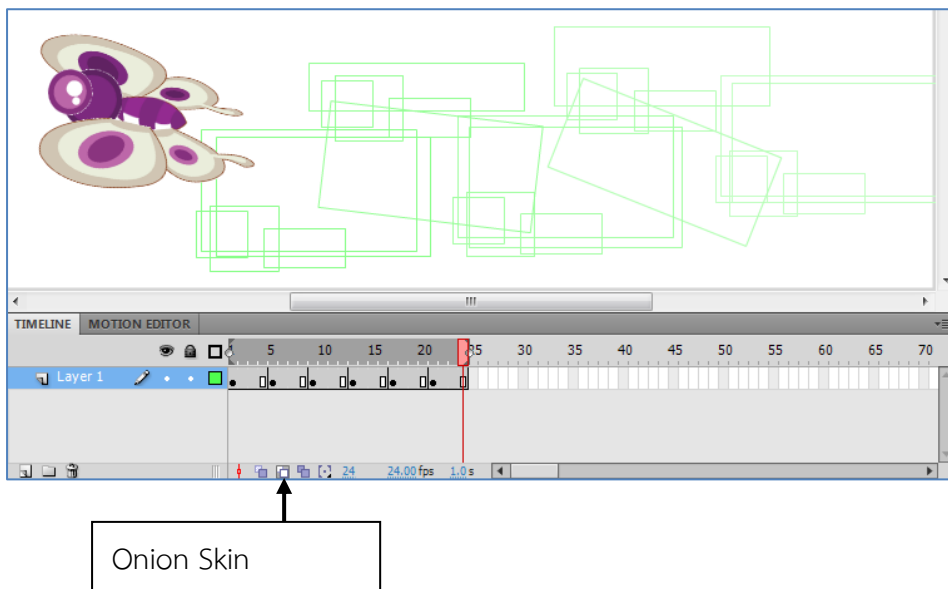 TIMELINE MOTION EDITOR
5 10 15 20 25 30 35 40 45 50 55 60 65 70
Layer 1
24 24.00 fps 1.0 s
Onion Skin